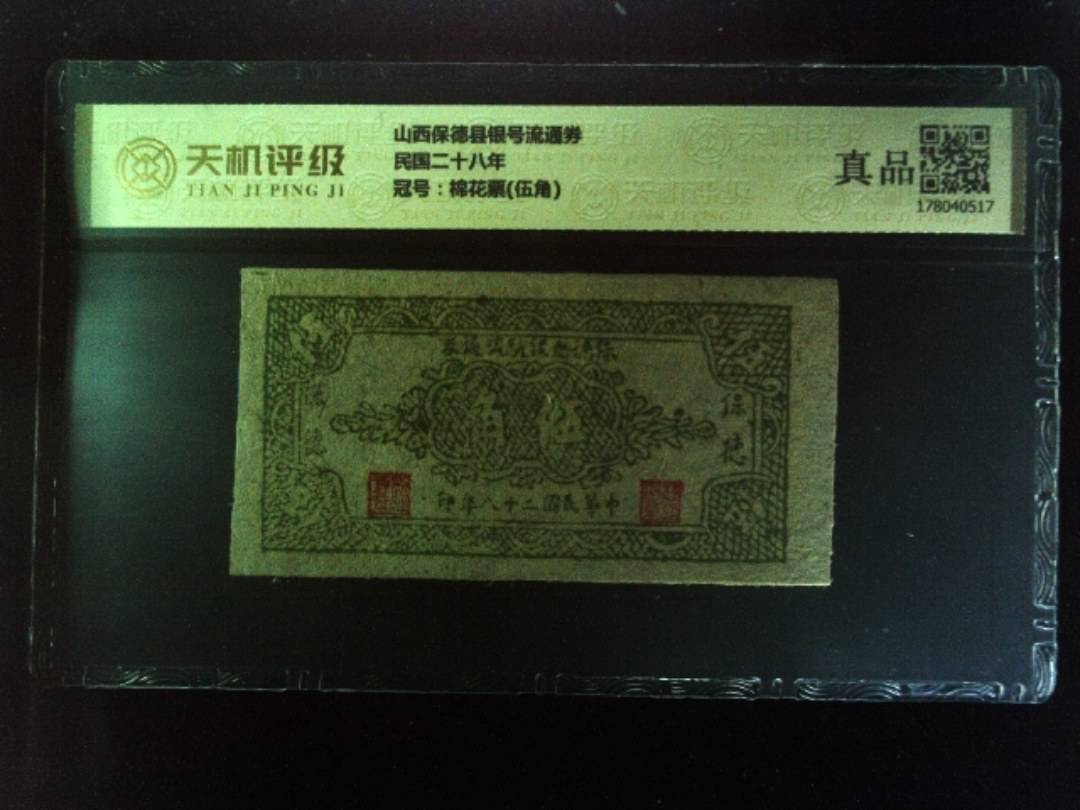 天机评级
TIAN JI PING JI
山西保德县银号流通券
民国二十八年
冠号：棉花票(伍角)
真品
178040517
伍角
保德
中華民國二十八年印